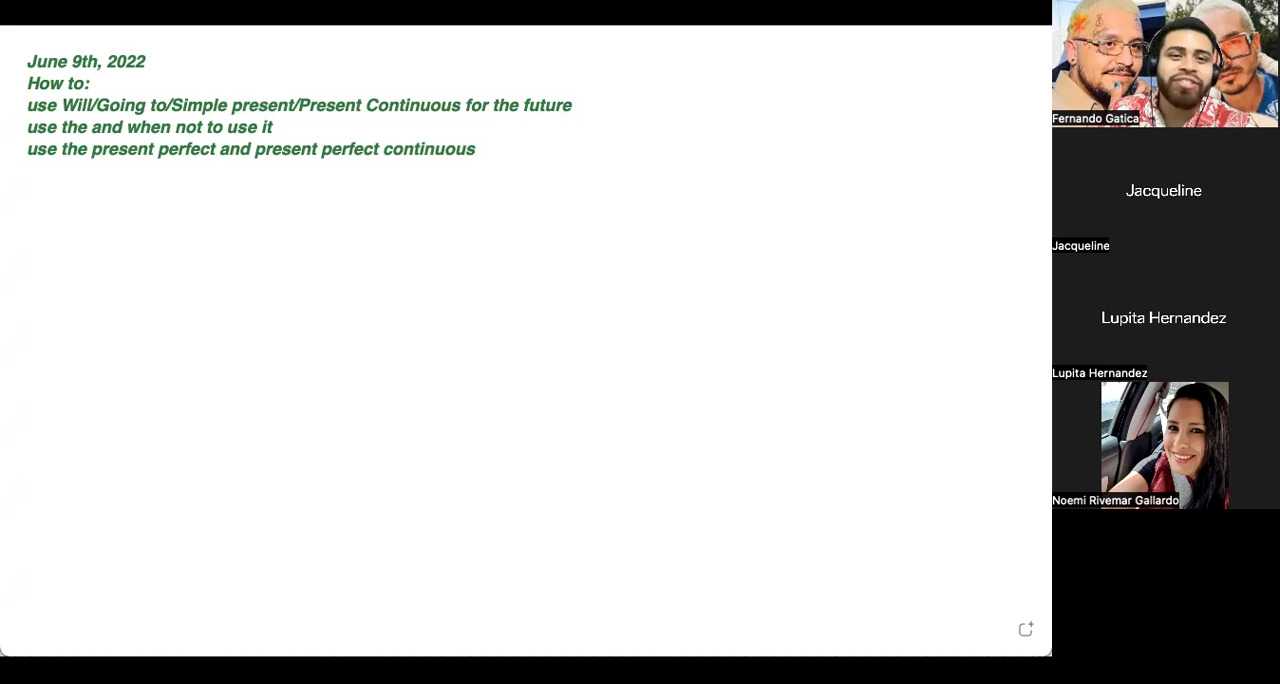 June 9th, 2022
How to:
use Will/Going to/Simple present/Present Continuous for the future
use the and when not to use it
use the present perfect and present perfect continuous
Fernando Gatica
Jacqueline
Jacqueline
Lupita Hernandez
Lupita Hernandez
Noemi Rivemar Gallardo